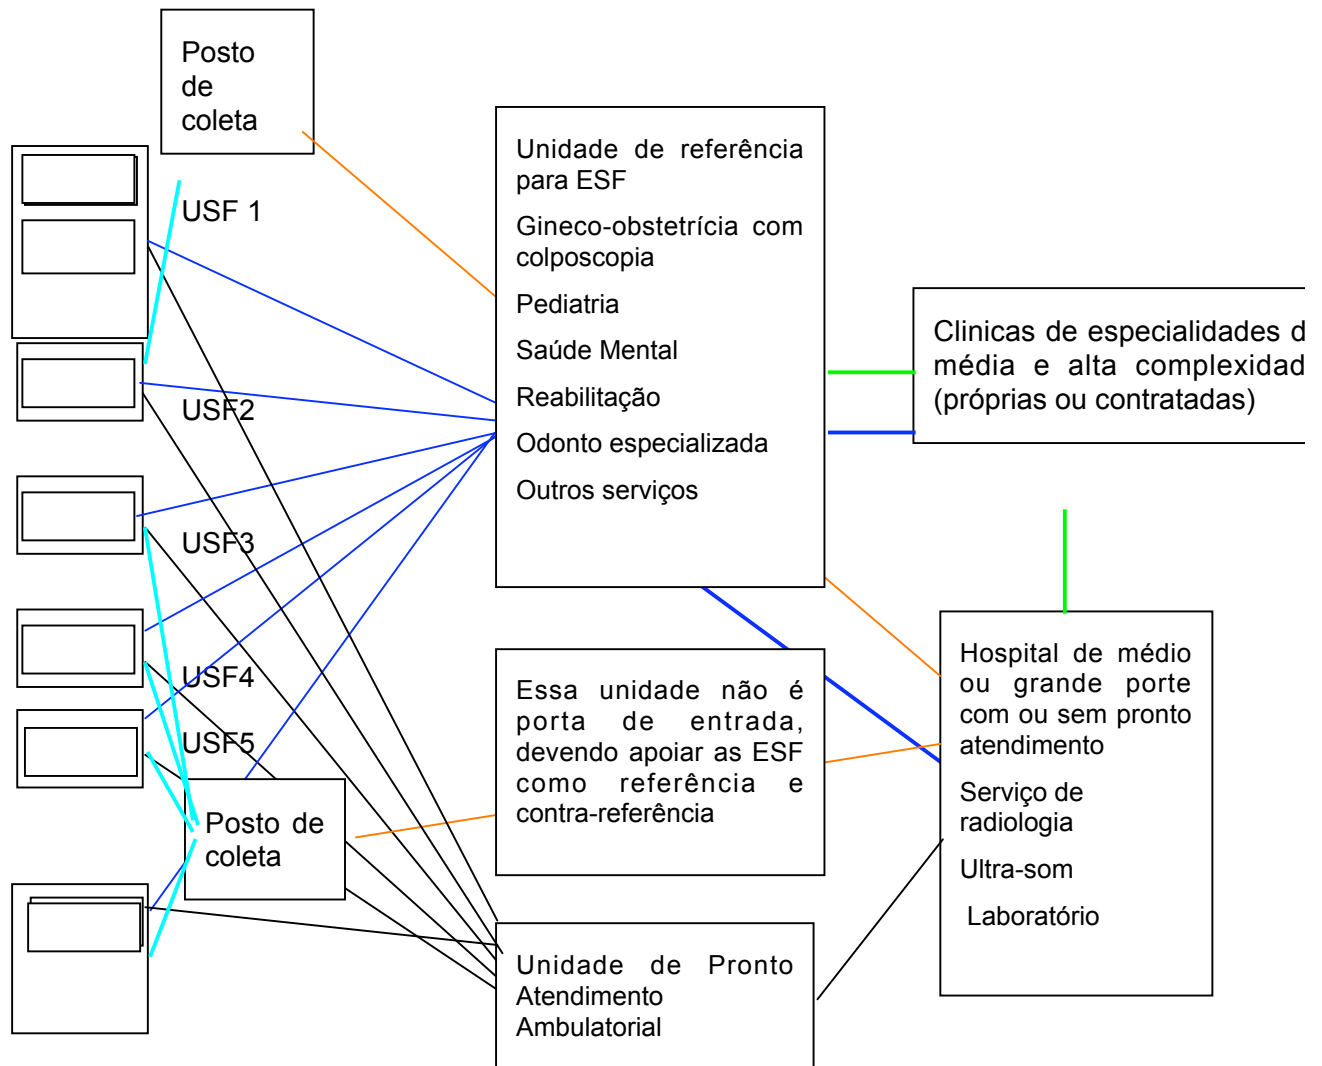 Posto
de
coleta
USF 1
USF2
USF3
USF4
USF5
Posto de
coleta
Unidade de referência
para ESF
Gineco-obstetrícia com
colposcopia
Pediatria
Saúde Mental
Reabilitação
Odonto especializada
Outros serviços
Essa unidade não é
porta de entrada,
devendo apoiar as ESF
como referência e
contra-referência
Unidade de Pronto
Atendimento
Ambulatorial
Clinicas de especialidades d
média e alta complexidad
(próprias ou contratadas)
Hospital de médio
ou grande porte
com ou sem pronto
atendimento
Serviço de
radiologia
Ultra-som
Laboratório